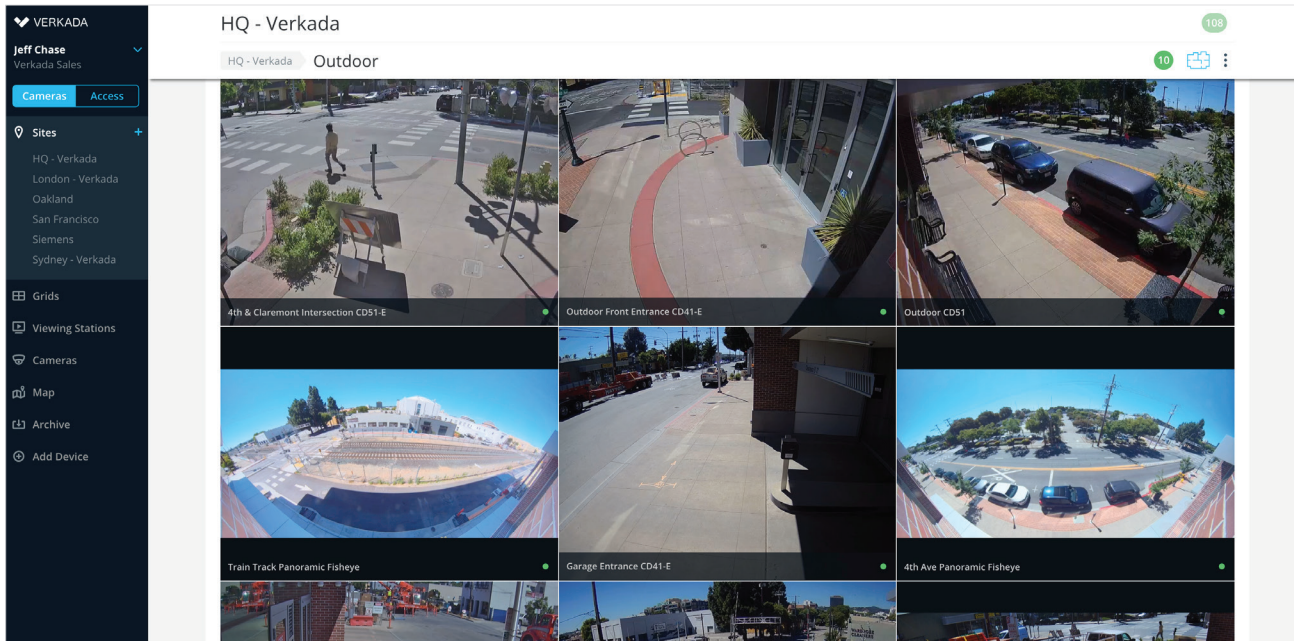 VERKADA
Jeff Chase
Verkada Sales
Cameras
Access
Sites
+
HQ - Verkada
London - Verkada
Oakland
San Francisco
Siemens
Sydney - Verkada
Grids
Viewing Stations
Cameras
Map
Archive
Add Device
HQ - Verkada
108
HQ - Verkada
Outdoor
10
4th & Claremont Intersection CD51-E
Outdoor Front Entrance CD41-E
Outdoor CD51
Train Track Panoramic Fisheye
Garage Entrance CD41-E
4th Ave Panoramic Fisheye